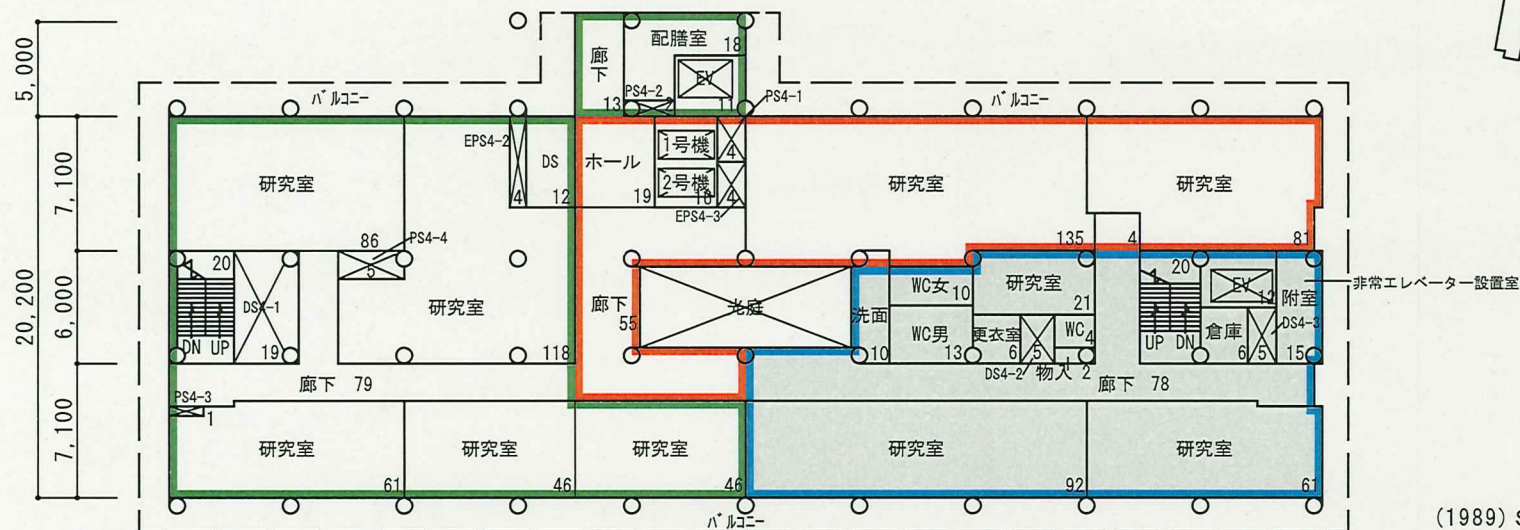 5,000
配膳室
廊下
18
EV
PS4-2
2
13
11
PS4-1
バルコニー
バルコニー
EPS4-2
DS
ホール
1号機
2号機
4
4
4
12
19
10
EPS4-3
7,100
研究室
研究室
研究室
86
PS4-4
5
135
4
81
20,200
6,000
20
DS4-1
DN UP
19
研究室
118
廊下
55
光庭
洗面
10
WC女
10
WC男
13
研究室
21
更衣室
6
5
WC
4
DS4-2
物入 2
20
UP DN
EV
12
附室
倉庫
6
5
15
DS4-3
非常エレベーター設置室
廊下 79
廊下 78
PS4-3
1
7,100
研究室
研究室
研究室
研究室
研究室
61
46
46
92
61
バルコニー
(1989)